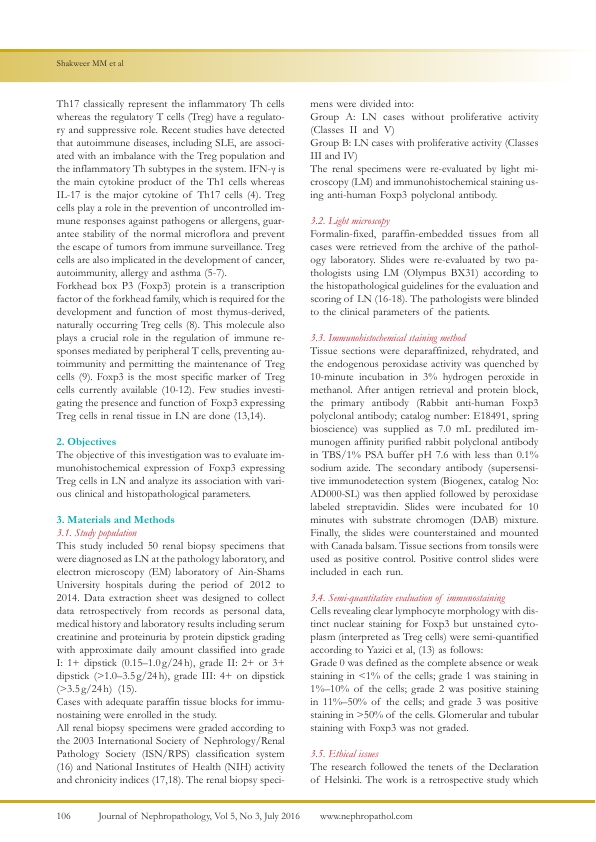 Shakweer MM et al
Th17 classically represent the inflammatory Th cells
whereas the regulatory T cells (Treg) have a regulato-
ry and suppressive role. Recent studies have detected
that autoimmune diseases, including SLE, are associ-
ated with an imbalance with the Treg population and
the inflammatory Th subtypes in the system. IFN-γ is
the main cytokine product of the Th1 cells whereas
IL-17 is the major cytokine of Th17 cells (4). Treg
cells play a role in the prevention of uncontrolled im-
mune responses against pathogens or allergens, guar-
antee stability of the normal microflora and prevent
the escape of tumors from immune surveillance. Treg
cells are also implicated in the development of cancer,
autoimmunity, allergy and asthma (5-7).
Forkhead box P3 (Foxp3) protein is a transcription
factor of the forkhead family, which is required for the
development and function of most thymus-derived,
naturally occurring Treg cells (8). This molecule also
plays a crucial role in the regulation of immune re-
sponses mediated by peripheral T cells, preventing au-
toimmunity and permitting the maintenance of Treg
cells (9). Foxp3 is the most specific marker of Treg
cells currently available (10-12). Few studies investi-
gating the presence and function of Foxp3 expressing
Treg cells in renal tissue in LN are done (13,14).
2. Objectives
The objective of this investigation was to evaluate im-
munohistochemical expression of Foxp3 expressing
Treg cells in LN and analyze its association with vari-
ous clinical and histopathological parameters.
3. Materials and Methods
3.1. Study population
This study included 50 renal biopsy specimens that
were diagnosed as LN at the pathology laboratory, and
electron microscopy (EM) laboratory of Ain-Shams
University hospitals during the period of 2012 to
2014. Data extraction sheet was designed to collect
data retrospectively from records as personal data,
medical history and laboratory results including serum
creatinine and proteinuria by protein dipstick grading
with approximate daily amount classified into grade
I: 1+ dipstick (0.15–1.0 g/24 h), grade II: 2+ or 3+
dipstick (>1.0–3.5 g/24 h), grade III: 4+ on dipstick
(>3.5 g/24 h) (15).
Cases with adequate paraffin tissue blocks for immu-
nostaining were enrolled in the study.
All renal biopsy specimens were graded according to
the 2003 International Society of Nephrology/Renal
Pathology Society (ISN/RPS) classification system
(16) and National Institutes of Health (NIH) activity
and chronicity indices (17,18). The renal biopsy speci-
mens were divided into:
Group A: LN cases without proliferative activity
(Classes II and V)
Group B: LN cases with proliferative activity (Classes
III and IV)
The renal specimens were re-evaluated by light mi-
croscopy (LM) and immunohistochemical staining us-
ing anti-human Foxp3 polyclonal antibody.
3.2. Light microscopy
Formalin-fixed, paraffin-embedded tissues from all
cases were retrieved from the archive of the pathol-
ogy laboratory. Slides were re-evaluated by two pa-
thologists using LM (Olympus BX31) according to
the histopathological guidelines for the evaluation and
scoring of LN (16-18). The pathologists were blinded
to the clinical parameters of the patients.
3.3. Immunohistochemical staining method
Tissue sections were deparaffinized, rehydrated, and
the endogenous peroxidase activity was quenched by
10-minute incubation in 3% hydrogen peroxide in
methanol. After antigen retrieval and protein block,
the primary antibody (Rabbit anti-human Foxp3
polyclonal antibody; catalog number: E18491, spring
bioscience) was supplied as 7.0 mL prediluted im-
munogen affinity purified rabbit polyclonal antibody
in TBS/1% PSA buffer pH 7.6 with less than 0.1%
sodium azide. The secondary antibody (supersensi-
tive immunodetection system (Biogenex, catalog No:
AD000-SL) was then applied followed by peroxidase
labeled streptavidin. Slides were incubated for 10
minutes with substrate chromogen (DAB) mixture.
Finally, the slides were counterstained and mounted
with Canada balsam. Tissue sections from tonsils were
used as positive control. Positive control slides were
included in each run.
3.4. Semi-quantitative evaluation of immunostaining
Cells revealing clear lymphocyte morphology with dis-
tinct nuclear staining for Foxp3 but unstained cyto-
plasm (interpreted as Treg cells) were semi-quantified
according to Yazici et al, (13) as follows:
Grade 0 was defined as the complete absence or weak
staining in <1% of the cells; grade 1 was staining in
1%–10% of the cells; grade 2 was positive staining
in 11%–50% of the cells; and grade 3 was positive
staining in >50% of the cells. Glomerular and tubular
staining with Foxp3 was not graded.
3.5. Ethical issues
The research followed the tenets of the Declaration
of Helsinki. The work is a retrospective study which
106 Journal of Nephropathology, Vol 5, No 3, July 2016 www.nephropathol.com